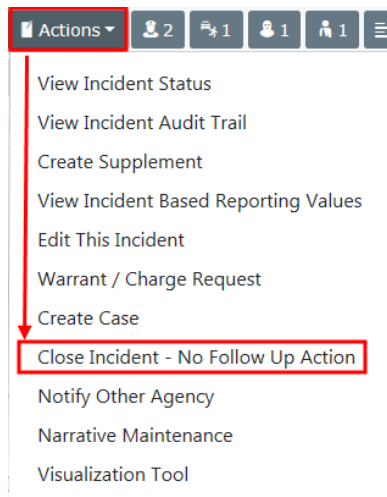 Actions 2 1 1 1
View Incident Status
View Incident Audit Trail
Create Supplement
View Incident Based Reporting Values
Edit This Incident
Warrant / Charge Request
Create Case
Close Incident - No Follow Up Action
Notify Other Agency
Narrative Maintenance
Visualization Tool